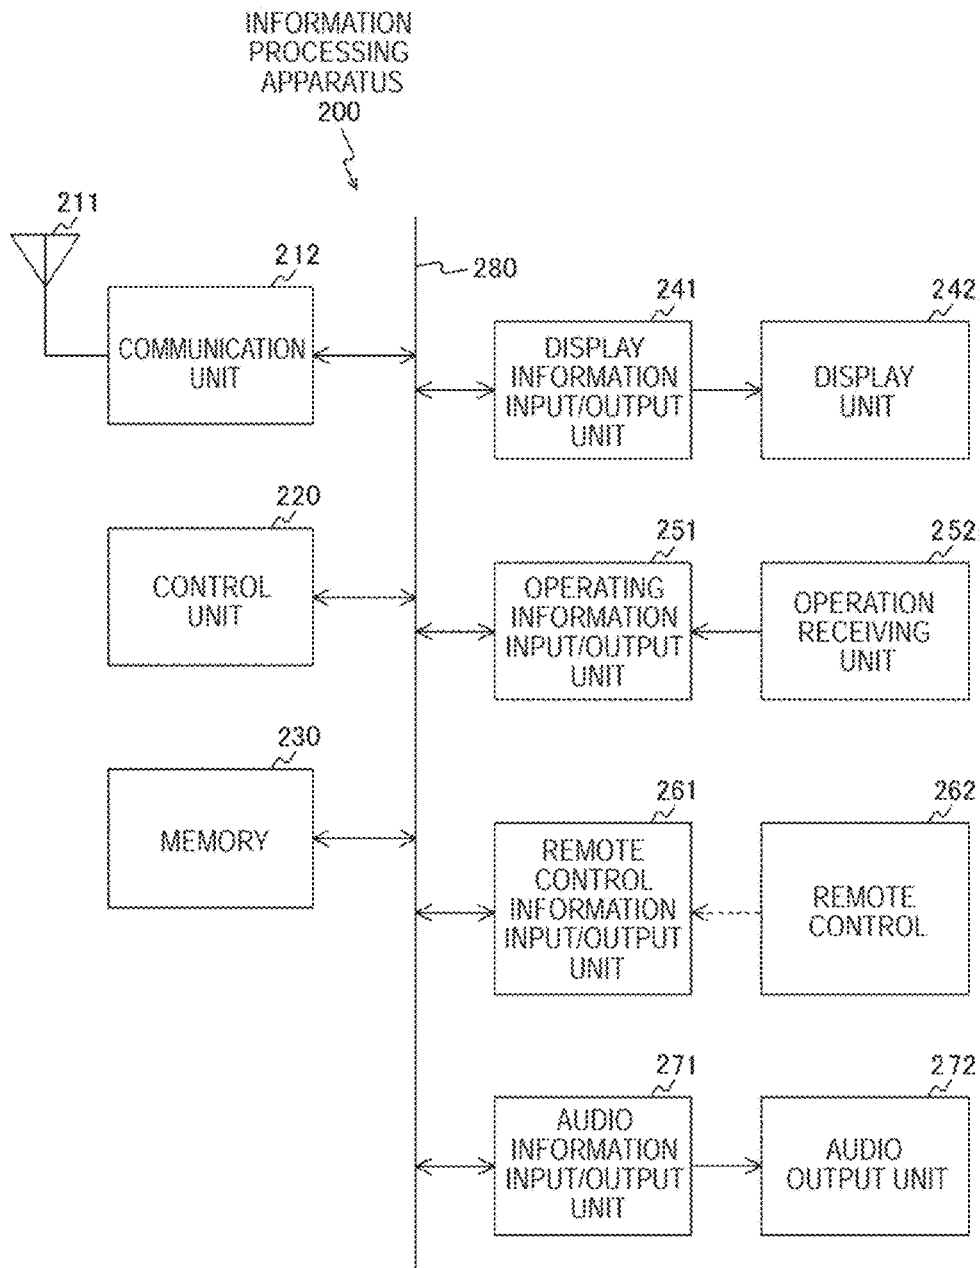 INFORMATION
PROCESSING
APPARATUS
200
211
212
COMMUNICATION
UNIT
280
241
DISPLAY
INFORMATION
INPUT/OUTPUT
UNIT
242
DISPLAY
UNIT
220
CONTROL
UNIT
251
OPERATING
INFORMATION
INPUT/OUTPUT
UNIT
252
OPERATION
RECEIVING
UNIT
230
MEMORY
261
REMOTE
CONTROL
INFORMATION
INPUT/OUTPUT
UNIT
262
REMOTE
CONTROL
271
AUDIO
INFORMATION
INPUT/OUTPUT
UNIT
272
AUDIO
OUTPUT UNIT